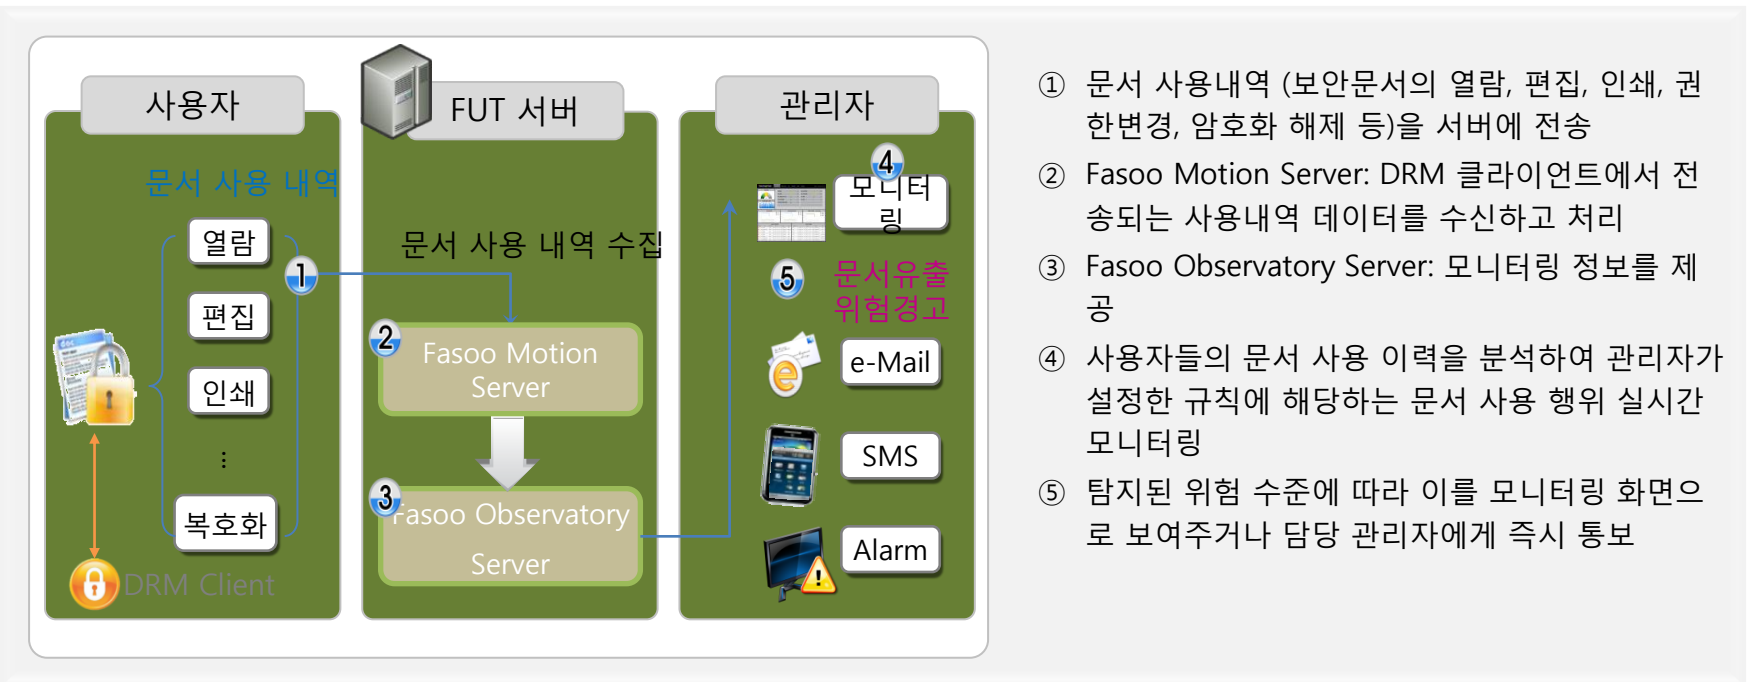 사용자
FUT 서버
관리자
문서 사용 내역
열람
편집
인쇄
...
복호화
DRM Client
1
문서 사용 내역 수집
2
Fasoo Motion
Server
3
Fasoo Observatory
Server
4
모니터
링
5
문서유출
위험경고
e-Mail
SMS
Alarm
① 문서 사용내역 (보안문서의 열람, 편집, 인쇄, 권
한변경, 암호화 해제 등)을 서버에 전송
② Fasoo Motion Server: DRM 클라이언트에서 전
송되는 사용내역 데이터를 수신하고 처리
③ Fasoo Observatory Server: 모니터링 정보를 제
공
④ 사용자들의 문서 사용 이력을 분석하여 관리자가
설정한 규칙에 해당하는 문서 사용 행위 실시간
모니터링
⑤ 탐지된 위험 수준에 따라 이를 모니터링 화면으
로 보여주거나 담당 관리자에게 즉시 통보